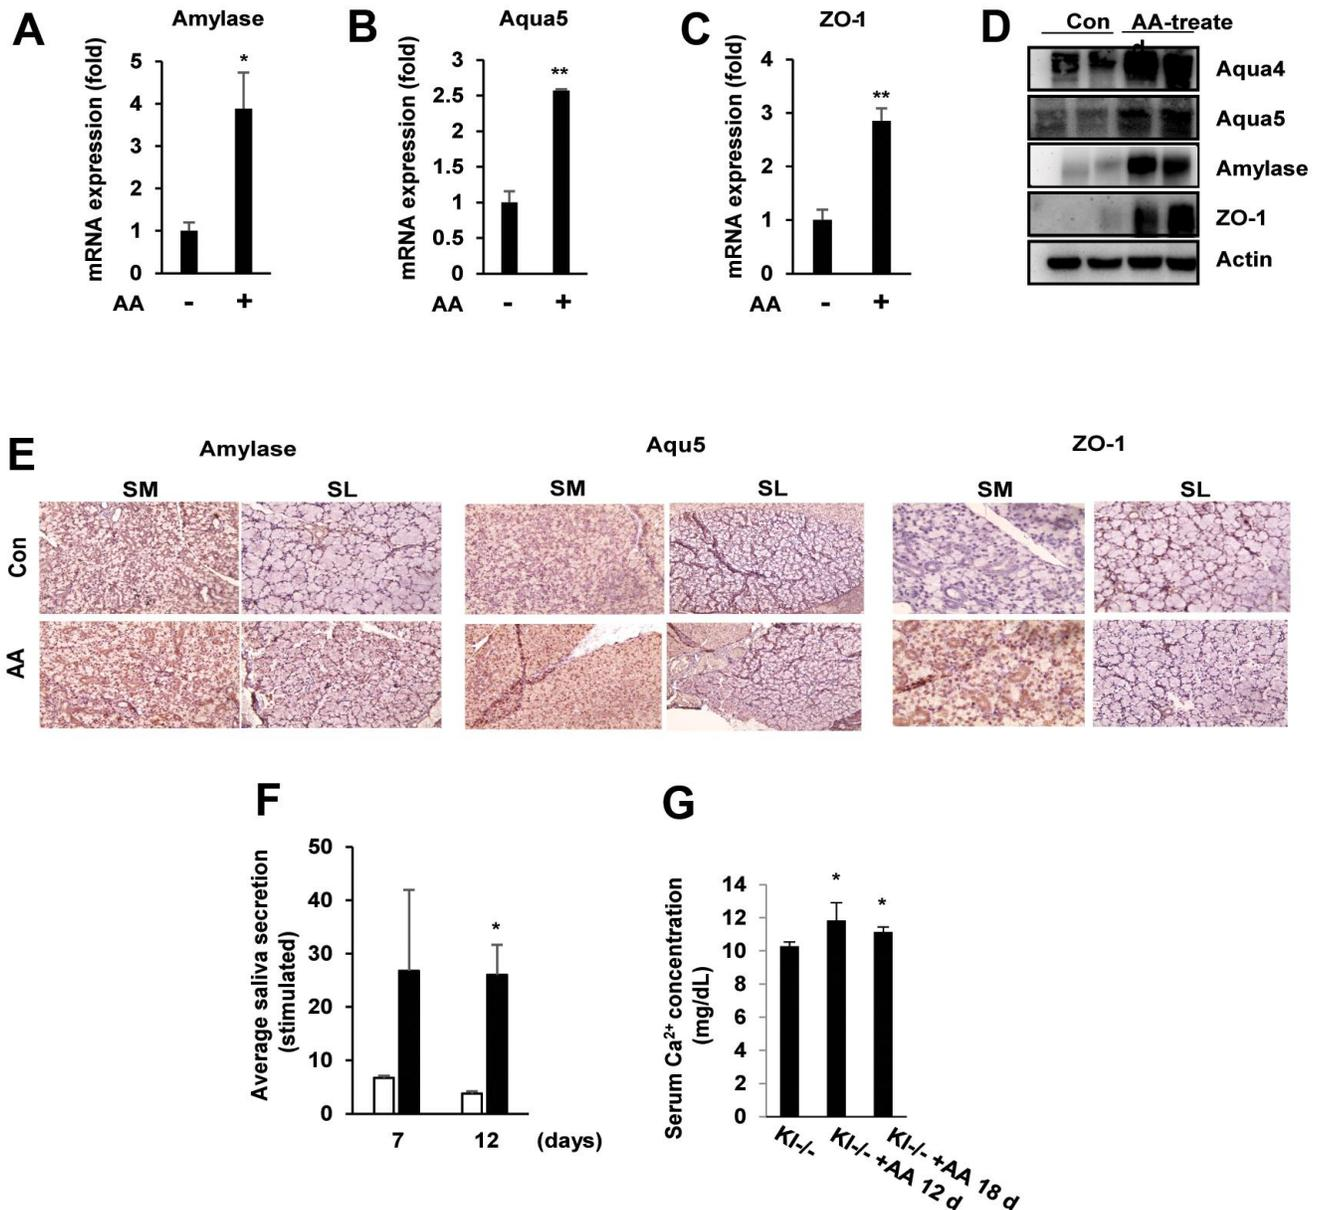 A
Amylase
mRNA expression (fold)
5
4
3
2
1
0
*
AA - +
B
Aqua5
mRNA expression (fold)
3
2.5
2
1.5
1
0.5
0
**
AA - +
C
ZO-1
mRNA expression (fold)
4
3
2
1
0
**
AA - +
D
Con AA-treate
d
Aqua4
Aqua5
Amylase
ZO-1
Actin
E
Amylase Aqu5 ZO-1
SM SL SM SL SM SL
Con
AA
F
Average saliva secretion
(stimulated)
50
40
30
20
10
0
*
7 12 (days)
G
Serum Ca²⁺ concentration
(mg/dL)
14
12
10
8
6
4
2
0
* *
Kl-/-
Kl-/- +AA 12 d
Kl-/- +AA 18 d